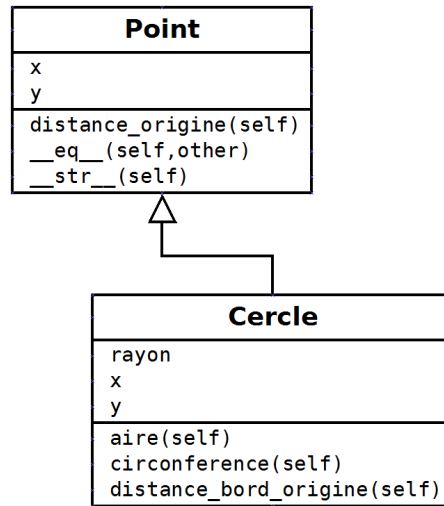 Point
x
y
distance_origine(self)
__eq__(self,other)
__str__(self)
Cercle
rayon
x
y
aire(self)
circonference(self)
distance_bord_origine(self)